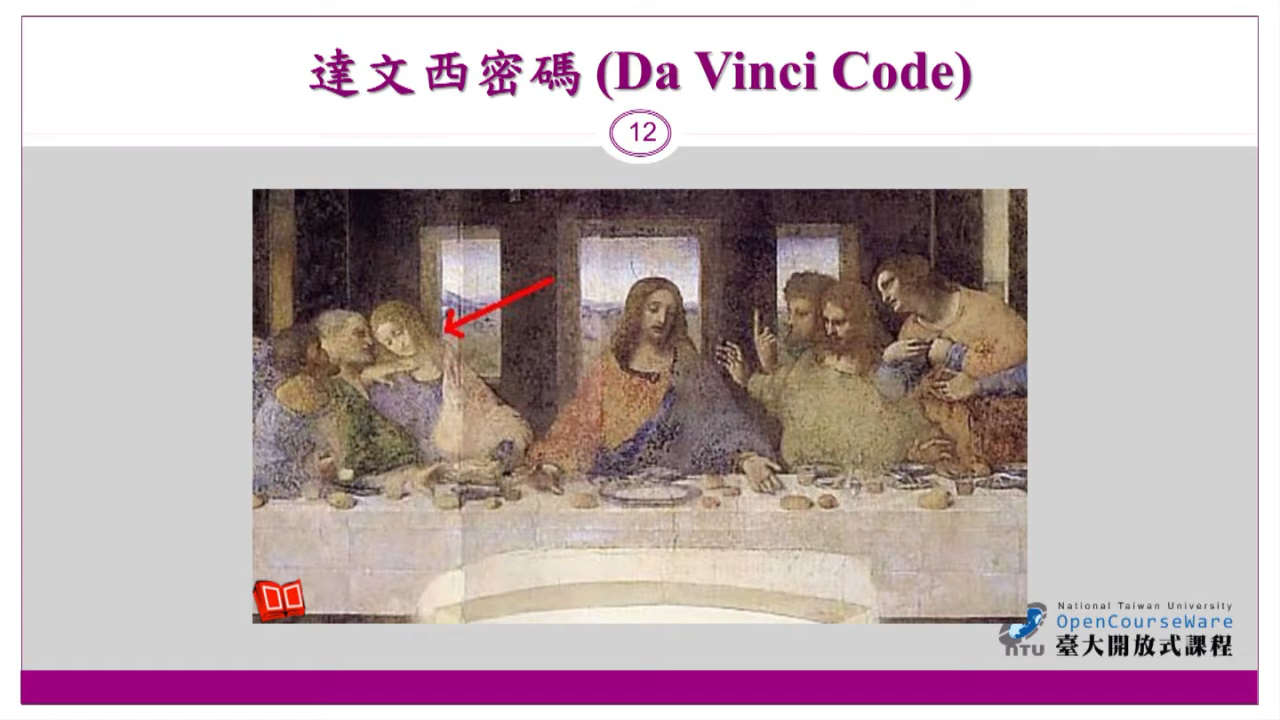 達文西密碼 (Da Vinci Code)
12
National Taiwan University
OpenCourseWare
臺大開放式課程
NTU